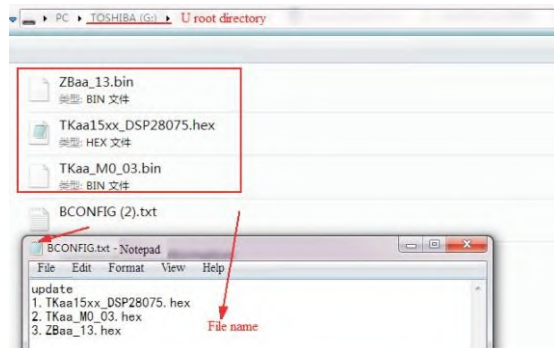 PC ▸ TOSHIBA (G:) ▸ U root directory
ZBaa_13.bin
类型: BIN 文件
TKaa15xx_DSP28075.hex
类型: HEX 文件
TKaa_M0_03.bin
类型: BIN 文件
BCONFIG (2).txt
BCONFIG.txt - Notepad
File Edit Format View Help
update
1. TKaa15xx_DSP28075. hex
2. TKaa_M0_03. hex
3. ZBaa_13. hex
File name